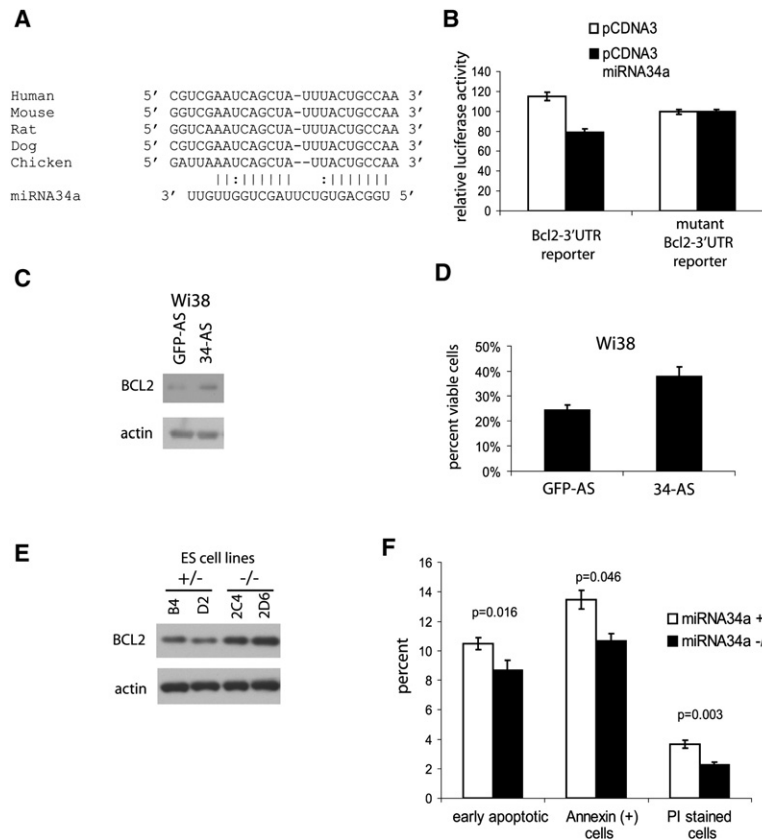 A
Human 5' CGUCGAAUCAGCUA-UUUACUGCCAA 3'
Mouse 5' GGUCGAAUCAGCUA-UUUACUGCCAA 3'
Rat 5' GGUCAAAUCAGCUA-UUUACUGCCAA 3'
Dog 5' CGUCGAAUCAGCUA-UUUACUGCCAA 3'
Chicken 5' GAUUAAAUCAGCUA--UUACUGCCAA 3'
||:|||||| :|||||||
miRNA34a 3' UUGUUGGUCGAUUCUGUGACGGU 5'
B
pCDNA3
pCDNA3
miRNA34a
relative luciferase activity
140
120
100
80
60
40
20
0
Bcl2-3'UTR
reporter
mutant
Bcl2-3'UTR
reporter
C
Wi38
GFP-AS
34-AS
BCL2
actin
D
Wi38
percent viable cells
50%
40%
30%
20%
10%
0%
GFP-AS
34-AS
E
ES cell lines
+/- -/-
B4
D2
2C4
2D6
BCL2
actin
F
percent
16
14
12
10
8
6
4
2
0
p=0.016
p=0.046
p=0.003
miRNA34a +
miRNA34a -/
early apoptotic
Annexin (+)
cells
PI stained
cells